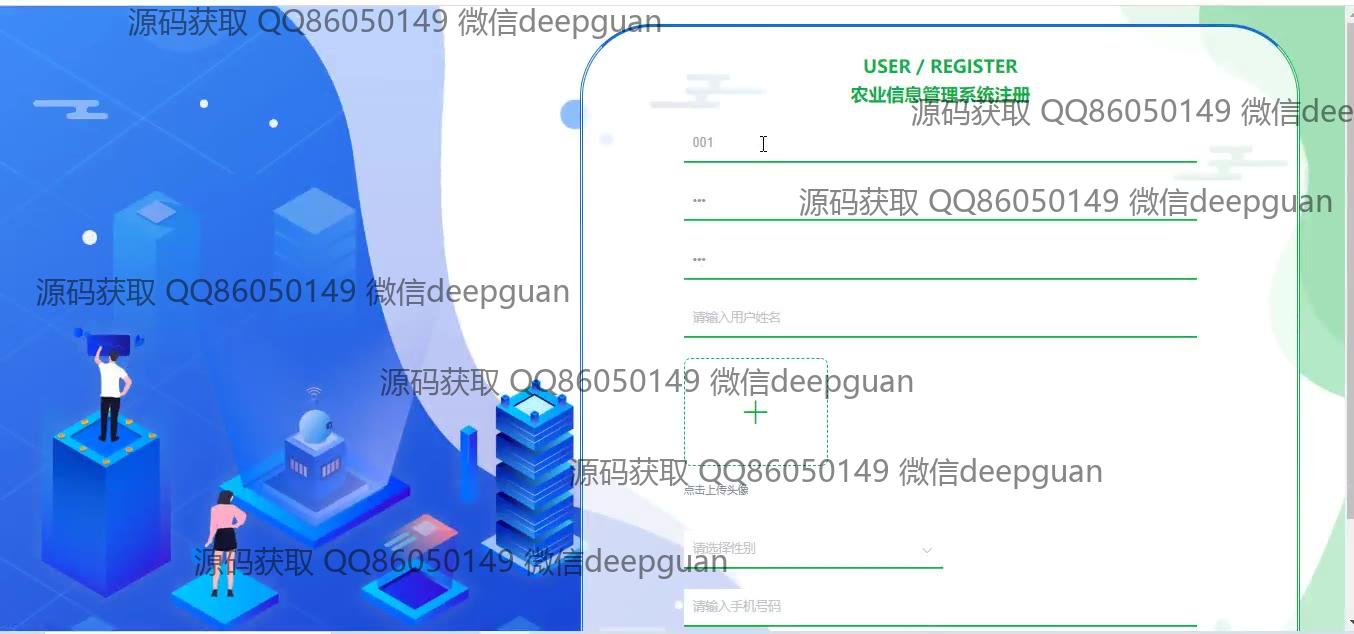 源码获取 QQ86050149 微信deepguan
USER / REGISTER
农业信息管理系统注册
源码获取 QQ86050149 微信dee
001
···
源码获取 QQ86050149 微信deepguan
···
源码获取 QQ86050149 微信deepguan
请输入用户姓名
源码获取 QQ86050149 微信deepguan
源码获取 QQ86050149 微信deepguan
点击上传头像
请选择性别
源码获取 QQ86050149 微信deepguan
请输入手机号码